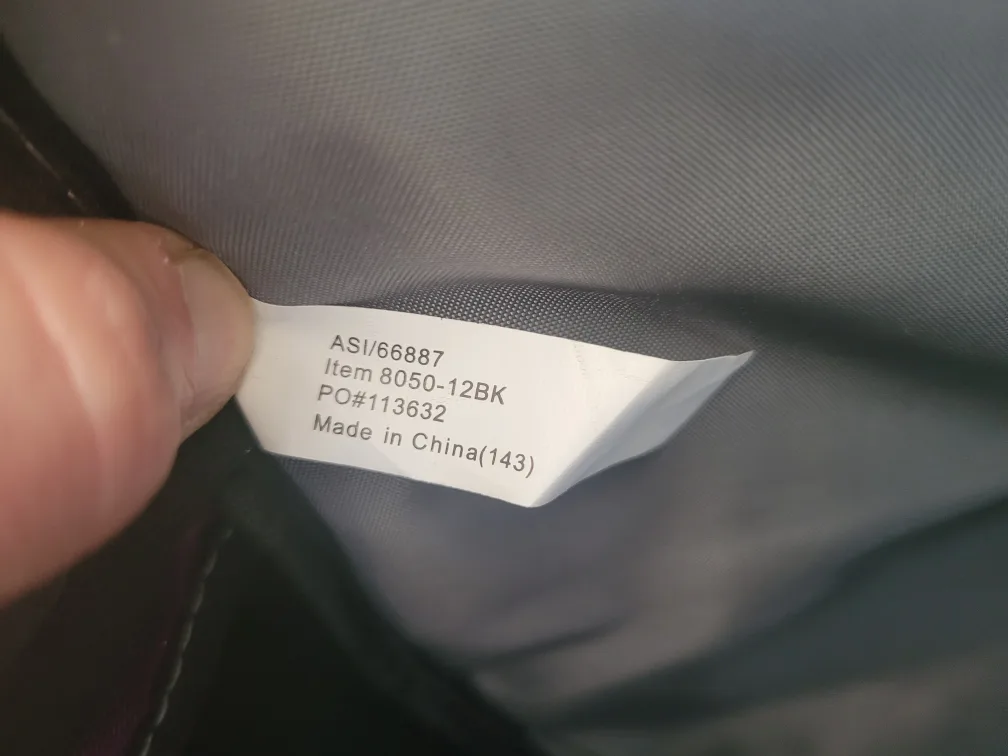 ASI/66887
Item 8050-12BK
PO#113632
Made in China(143)